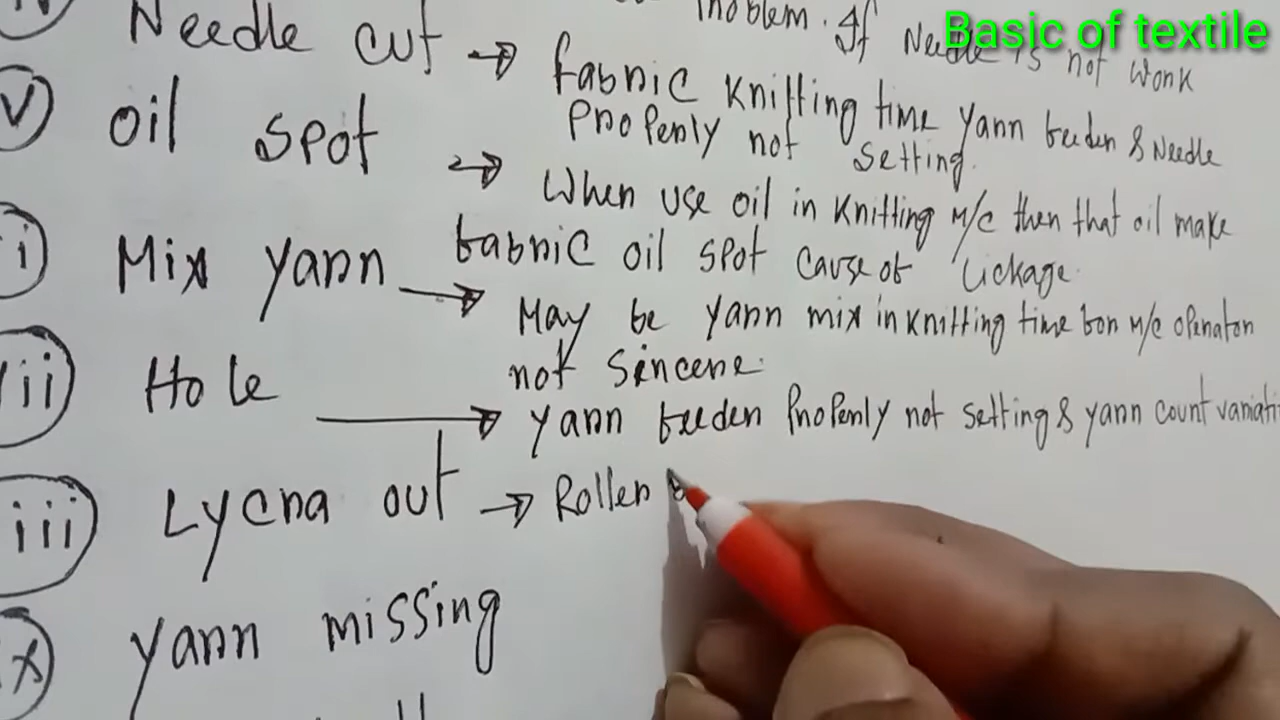 Problem. If Needle is not work
Basic of textile
iv Needle cut → fabric knitting time yarn feeder & Needle
properly not setting.
v oil spot → When use oil in knitting m/c then that oil make
fabric oil spot cause of lickage.
Mix yarn → May be yarn mix in knitting time for m/c operator
not sincere.
Hole → yarn feeder properly not setting & yarn count variati
iii Lycra out → Roller
yarn missing